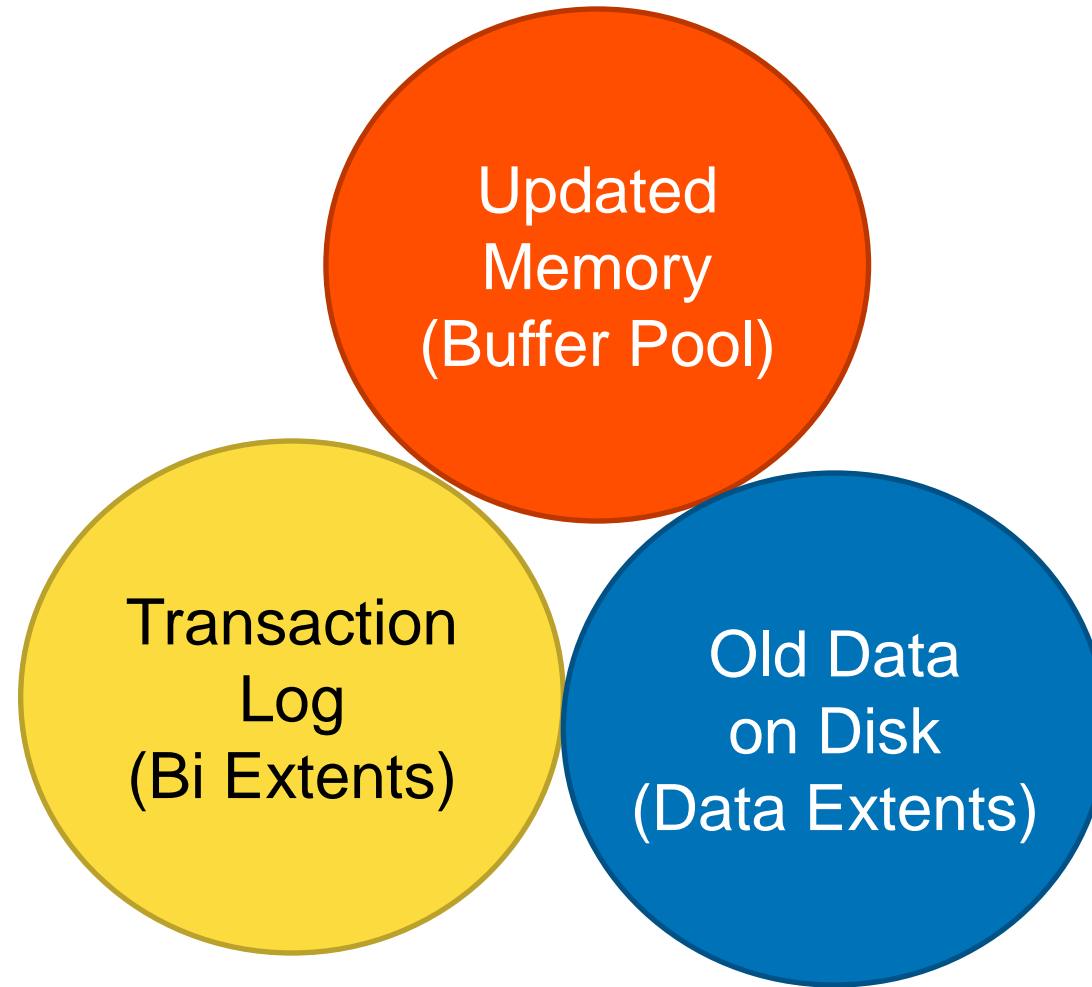 Updated
Memory
(Buffer Pool)
Transaction
Log
(Bi Extents)
Old Data
on Disk
(Data Extents)